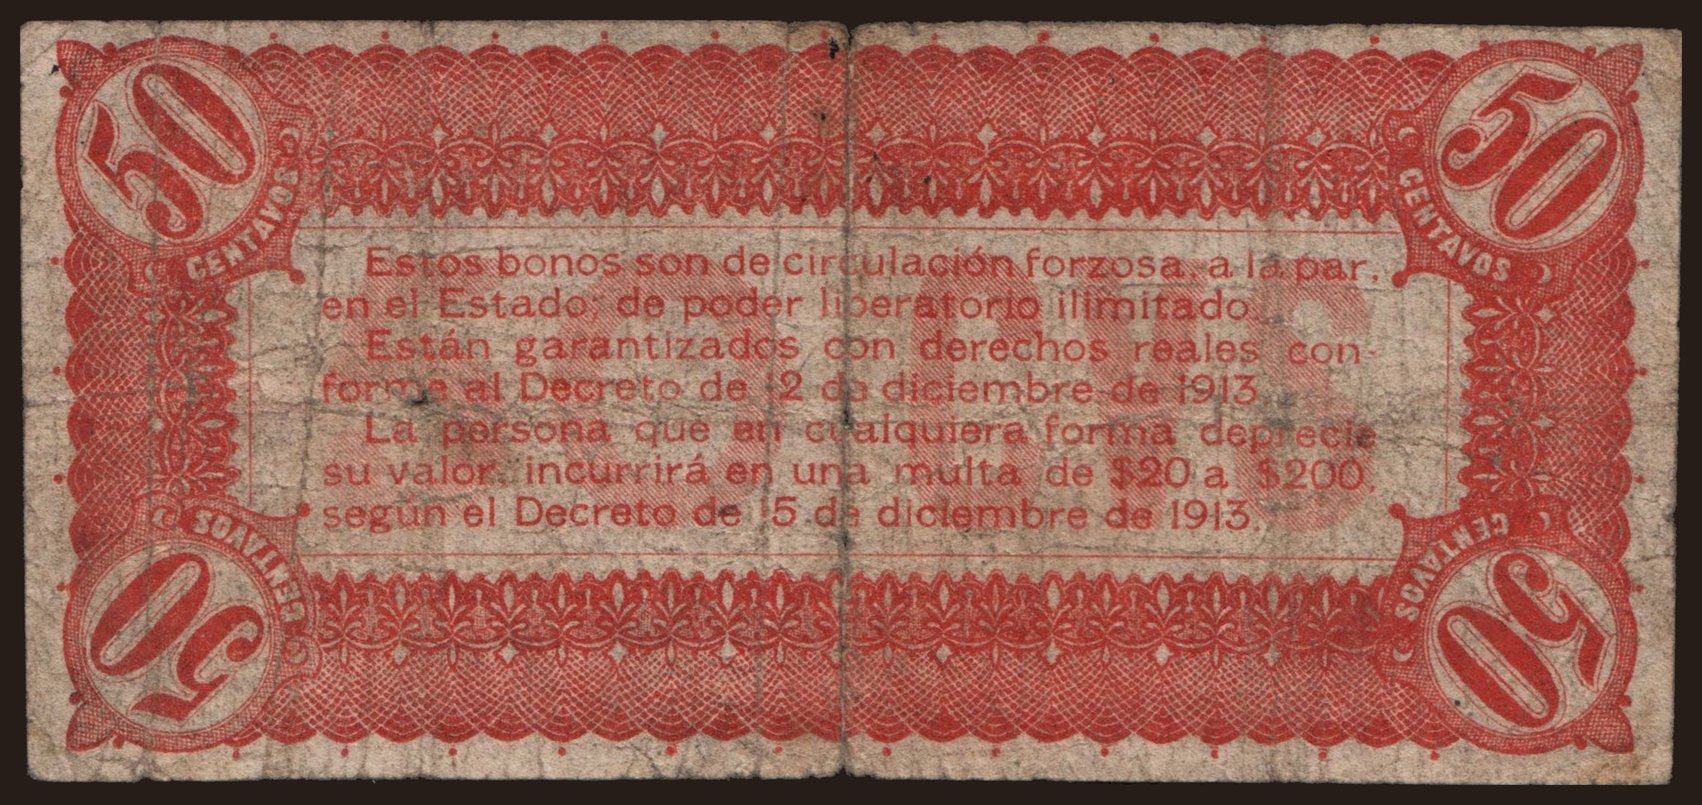 50
50
CENTAVOS
CENTAVOS
Estos bonos son de circulación forzosa, a la par,
en el Estado, de poder liberatorio ilimitado.
Están garantizados con derechos reales con-
forme al Decreto de 12 de diciembre de 1913.
La persona que en cualquiera forma deprecie
su valor, incurrirá en una multa de $20 a $200,
según el Decreto de 15 de diciembre de 1913.
CENTAVOS
CENTAVOS
50
50